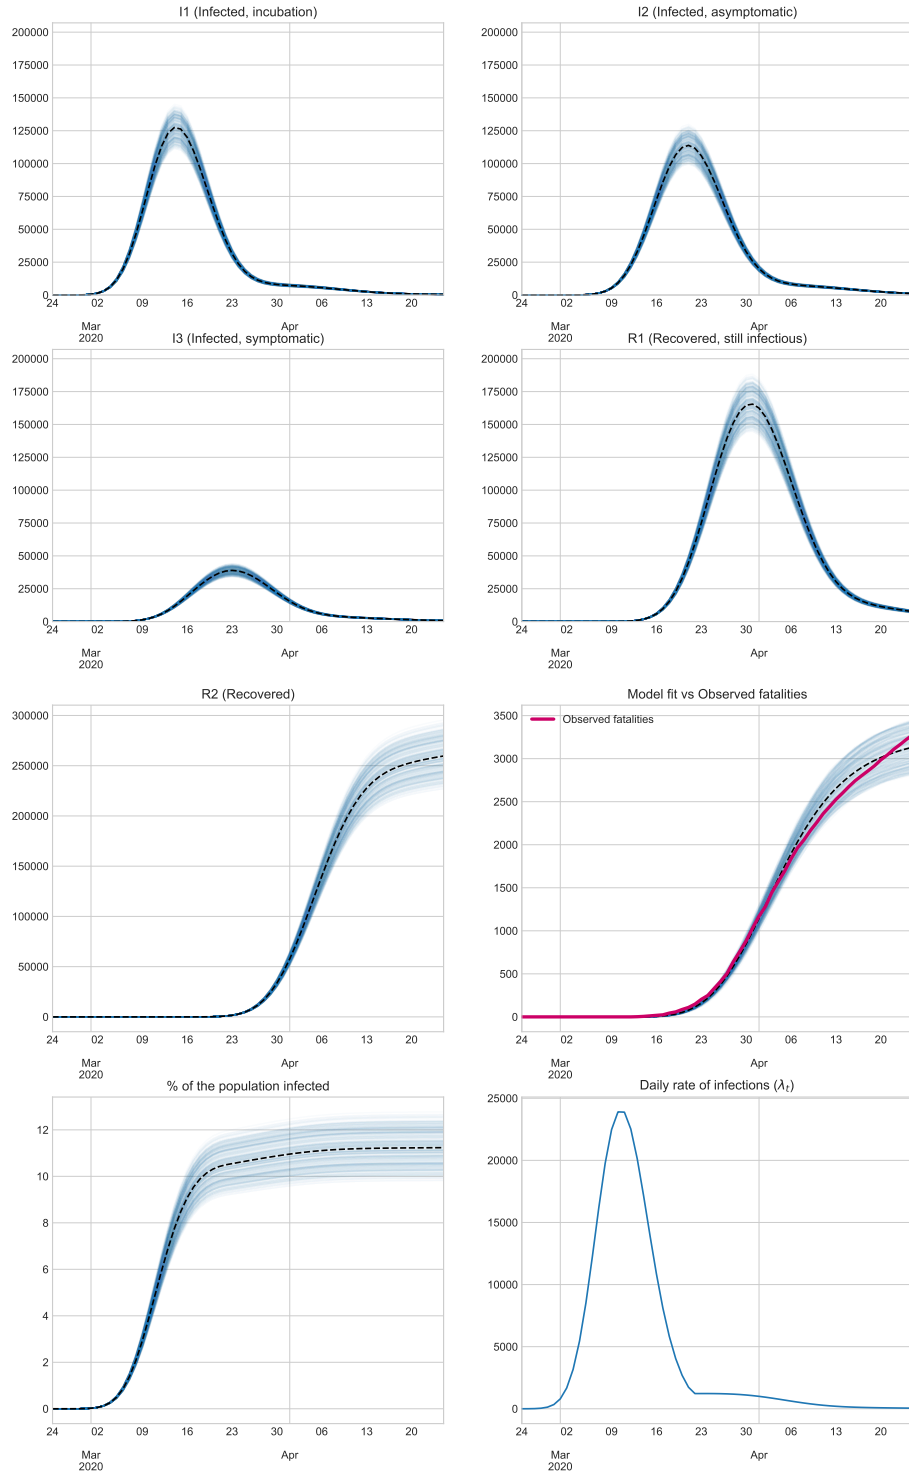 I1 (Infected, incubation)
200000
175000
150000
125000
100000
75000
50000
25000
0
24 02 09 16 23 30 06 13 20
Mar Apr
2020
I2 (Infected, asymptomatic)
200000
175000
150000
125000
100000
75000
50000
25000
0
24 02 09 16 23 30 06 13 20
Mar Apr
2020
I3 (Infected, symptomatic)
200000
175000
150000
125000
100000
75000
50000
25000
0
24 02 09 16 23 30 06 13 20
Mar Apr
2020
R1 (Recovered, still infectious)
200000
175000
150000
125000
100000
75000
50000
25000
0
24 02 09 16 23 30 06 13 20
Mar Apr
2020
R2 (Recovered)
300000
250000
200000
150000
100000
50000
0
24 02 09 16 23 30 06 13 20
Mar Apr
2020
Model fit vs Observed fatalities
Observed fatalities
3500
3000
2500
2000
1500
1000
500
0
24 02 09 16 23 30 06 13 20
Mar Apr
2020
% of the population infected
12
10
8
6
4
2
0
24 02 09 16 23 30 06 13 20
Mar Apr
2020
Daily rate of infections (λt)
25000
20000
15000
10000
5000
0
24 02 09 16 23 30 06 13 20
Mar Apr
2020